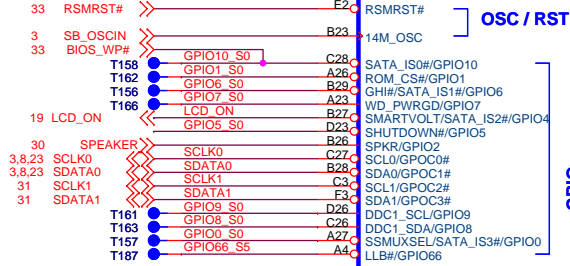 33 RSMRST# E2 RSMRST# OSC / RST
3 SB_OSCIN B23 14M_OSC
33 BIOS_WP#
T158 GPIO10_S0 C28 SATA_IS0#/GPIO10
T162 GPIO1_S0 A26 ROM_CS#/GPIO1
T156 GPIO6_S0 B29 GHI#/SATA_IS1#/GPIO6
T166 GPIO7_S0 A23 WD_PWRGD/GPIO7
19 LCD_ON LCD_ON B27 SMARTVOLT/SATA_IS2#/GPIO4
GPIO5_S0 D23 SHUTDOWN#/GPIO5
30 SPEAKER B26 SPKR/GPIO2
3,8,23 SCLK0 SCLK0 C27 SCL0/GPOC0#
3,8,23 SDATA0 SDATA0 B28 SDA0/GPOC1#
31 SCLK1 SCLK1 C3 SCL1/GPOC2#
31 SDATA1 SDATA1 F3 SDA1/GPOC3#
T161 GPIO9_S0 D26 DDC1_SCL/GPIO9
T163 GPIO8_S0 C26 DDC1_SDA/GPIO8
T157 GPIO0_S0 A27 SSMUXSEL/SATA_IS3#/GPIO0
T187 GPIO66_S5 A4 LLB#/GPIO66